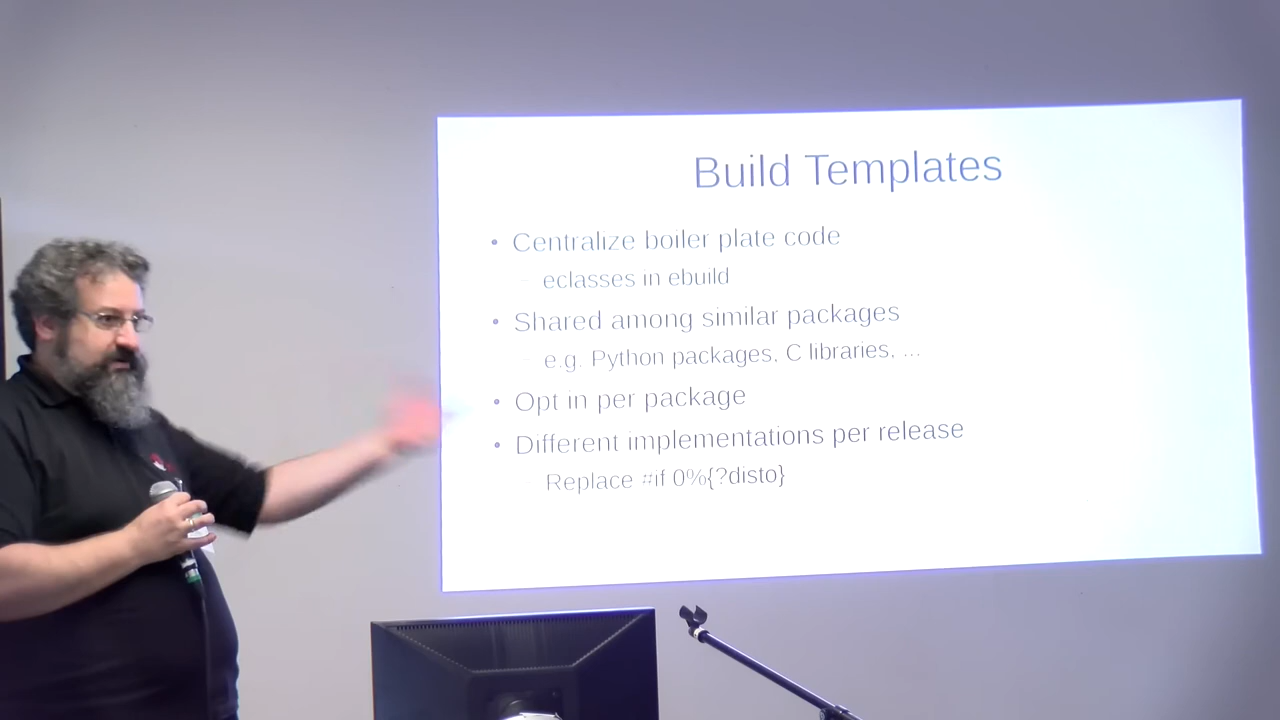 Build Templates
• Centralize boiler plate code
– eclasses in ebuild
• Shared among similar packages
– e.g. Python packages, C libraries, ...
• Opt in per package
• Different implementations per release
Replace #if 0%{?disto}